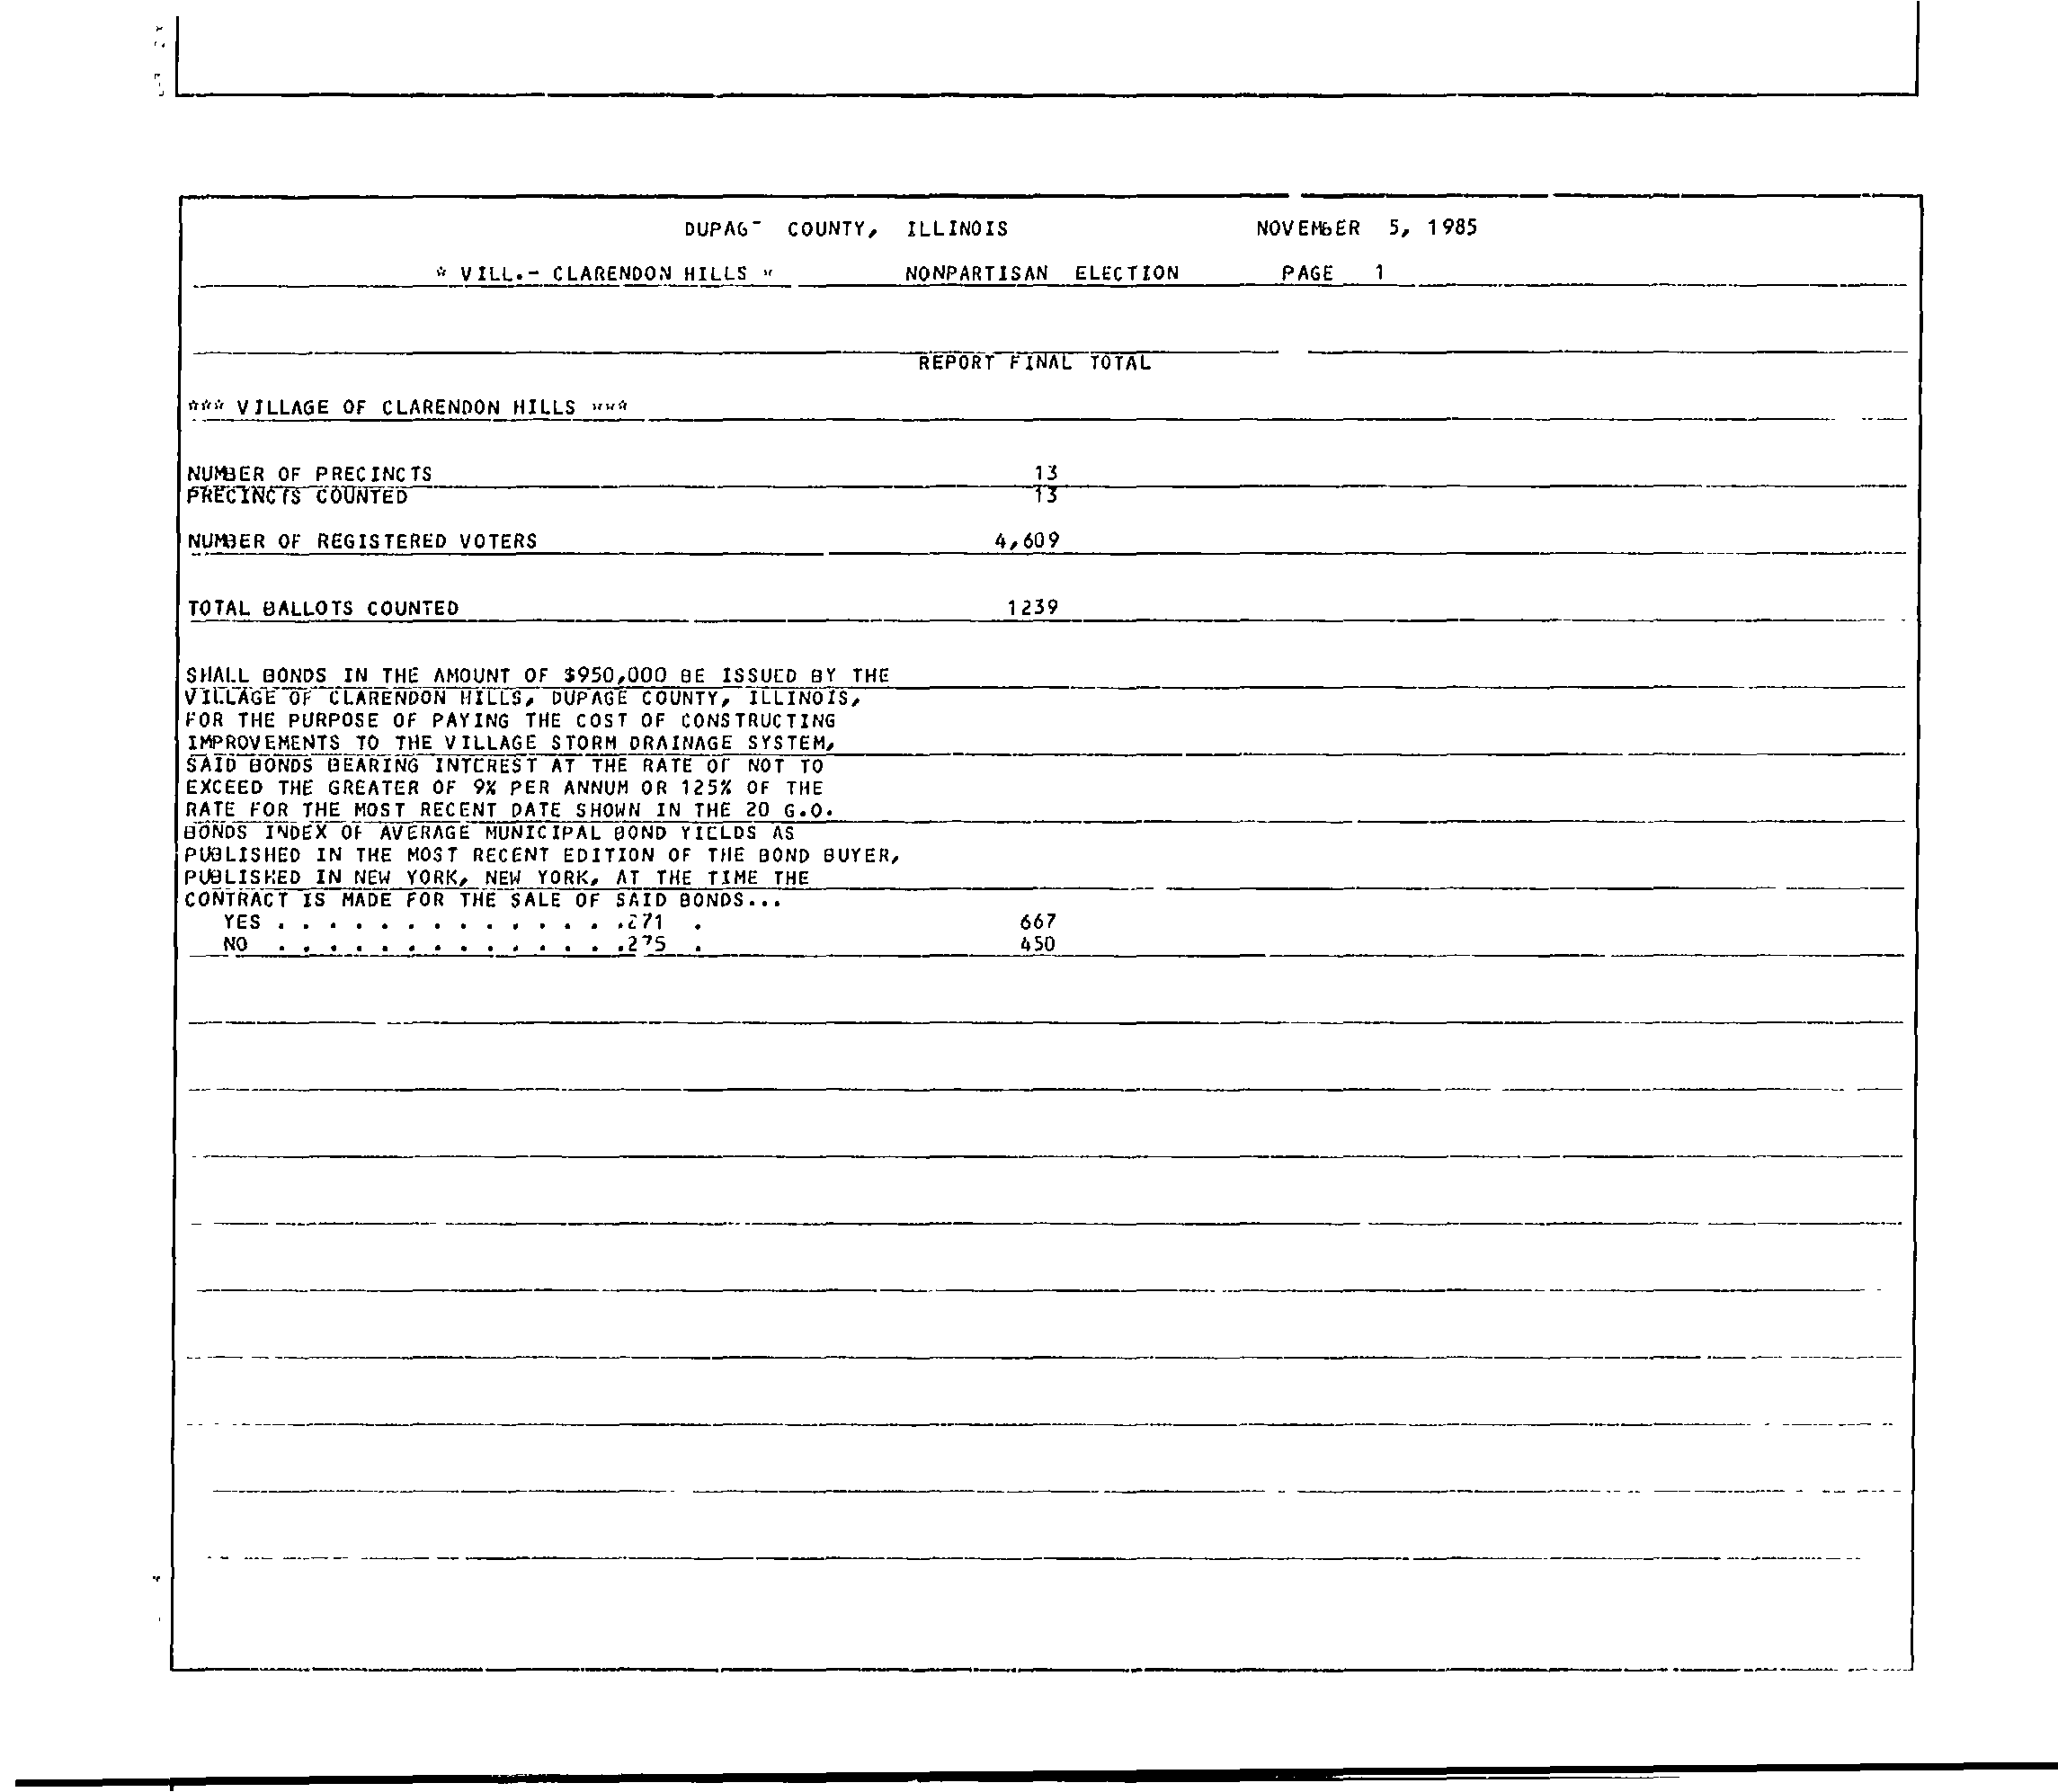 DUPAG COUNTY, ILLINOIS NOVEMBER 5, 1985
* VILL.- CLARENDON HILLS * NONPARTISAN ELECTION PAGE 1
REPORT FINAL TOTAL
*** VILLAGE OF CLARENDON HILLS ***
NUMBER OF PRECINCTS 13
PRECINCTS COUNTED 13
NUMBER OF REGISTERED VOTERS 4,609
TOTAL BALLOTS COUNTED 1239
SHALL BONDS IN THE AMOUNT OF $950,000 BE ISSUED BY THE
VILLAGE OF CLARENDON HILLS, DUPAGE COUNTY, ILLINOIS,
FOR THE PURPOSE OF PAYING THE COST OF CONSTRUCTING
IMPROVEMENTS TO THE VILLAGE STORM DRAINAGE SYSTEM,
SAID BONDS BEARING INTEREST AT THE RATE OF NOT TO
EXCEED THE GREATER OF 9% PER ANNUM OR 125% OF THE
RATE FOR THE MOST RECENT DATE SHOWN IN THE 20 G.O.
BONDS INDEX OF AVERAGE MUNICIPAL BOND YIELDS AS
PUBLISHED IN THE MOST RECENT EDITION OF THE BOND BUYER,
PUBLISHED IN NEW YORK, NEW YORK, AT THE TIME THE
CONTRACT IS MADE FOR THE SALE OF SAID BONDS...
YES . . . . . . . . . . . . . .271 . 667
NO . . . . . . . . . . . . . .275 . 450